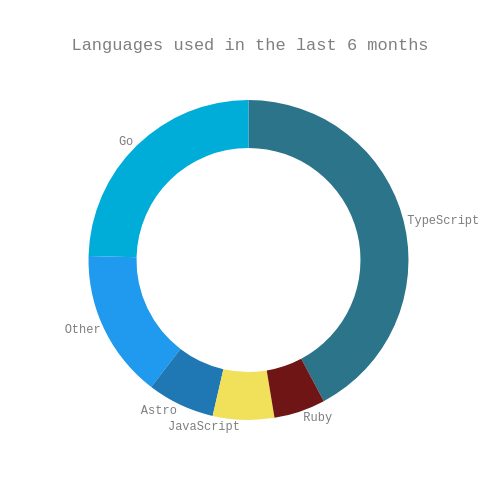 Languages used in the last 6 months
Go
TypeScript
Other
Astro
Ruby
JavaScript